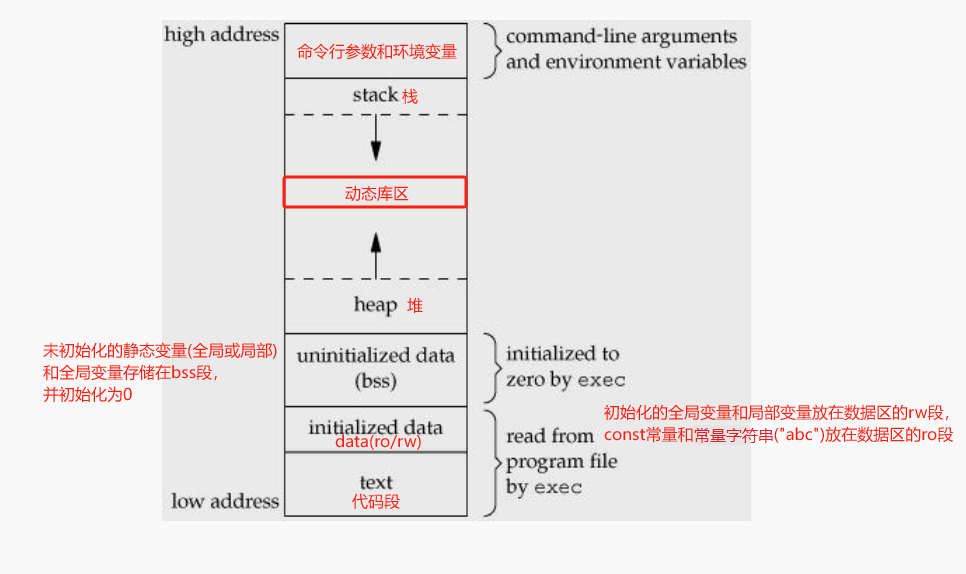 high address
命令行参数和环境变量
command-line arguments
and environment variables
stack 栈
动态库区
heap 堆
未初始化的静态变量(全局或局部)
和全局变量存储在bss段,
并初始化为0
uninitialized data
(bss)
initialized to
zero by exec
initialized data
data(ro/rw)
read from
program file
by exec
初始化的全局变量和局部变量放在数据区的rw段,
const常量和常量字符串("abc")放在数据区的ro段
text
代码段
low address